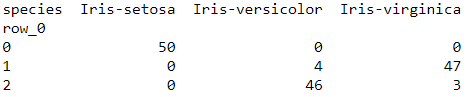 species  Iris-setosa  Iris-versicolor  Iris-virginica
row_0
0                 50                0               0
1                  0                4              47
2                  0               46               3